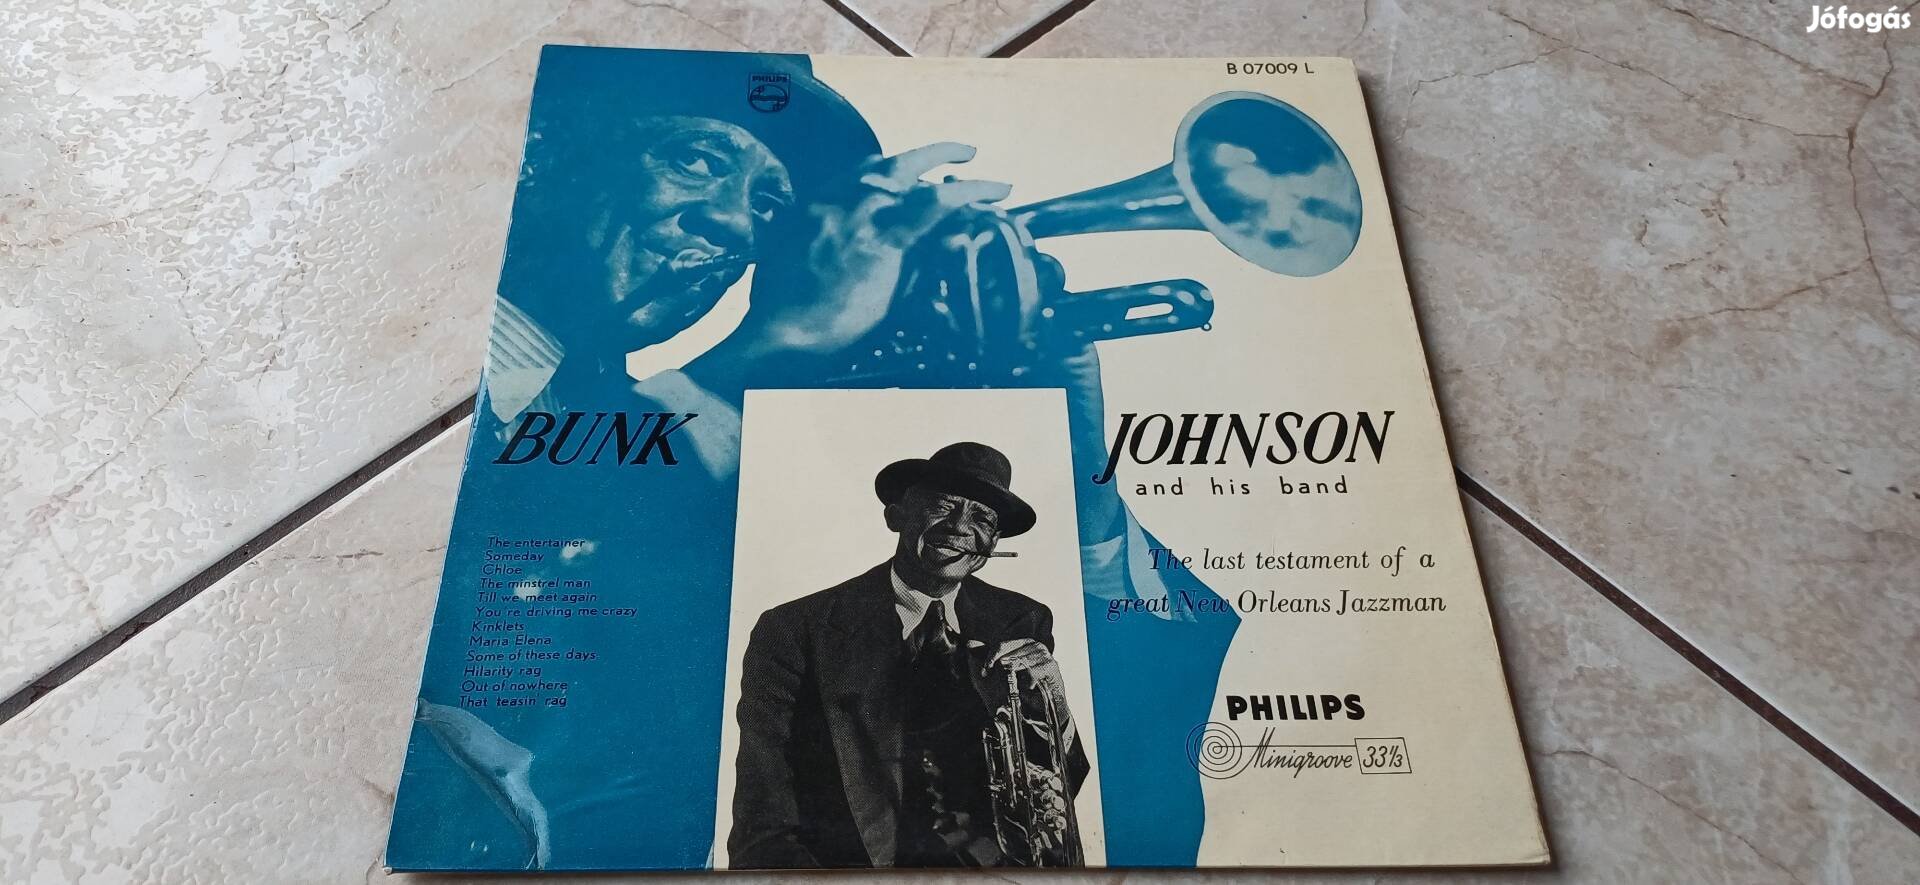 Jófogás
PHILIPS
B 07009 L
BUNK JOHNSON
and his band
The entertainer
Someday
Chloe
The minstrel man
Till we meet again
You're driving me crazy
Kinklets
Maria Elena
Some of these days
Hilarity rag
Out of nowhere
That teasin' rag
The last testament of a
great New Orleans Jazzman
PHILIPS
Minigroove 33⅓